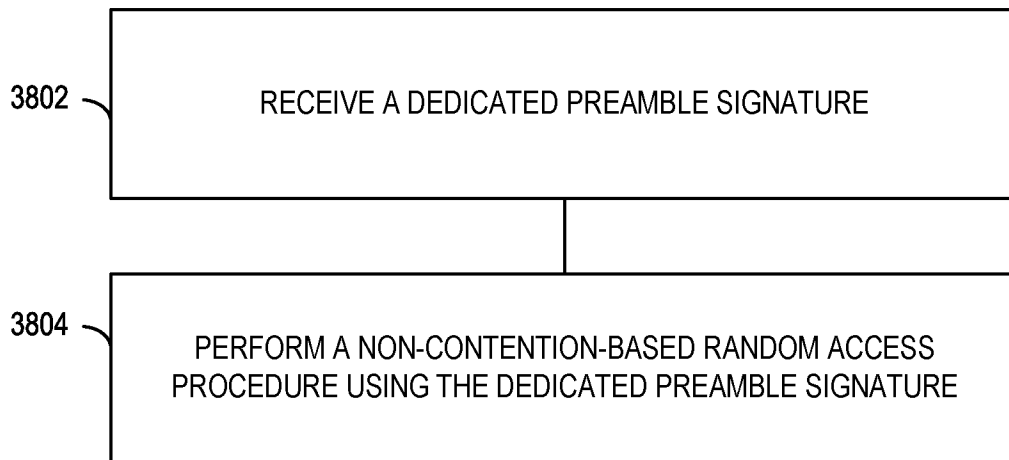 3802
RECEIVE A DEDICATED PREAMBLE SIGNATURE
3804
PERFORM A NON-CONTENTION-BASED RANDOM ACCESS
PROCEDURE USING THE DEDICATED PREAMBLE SIGNATURE